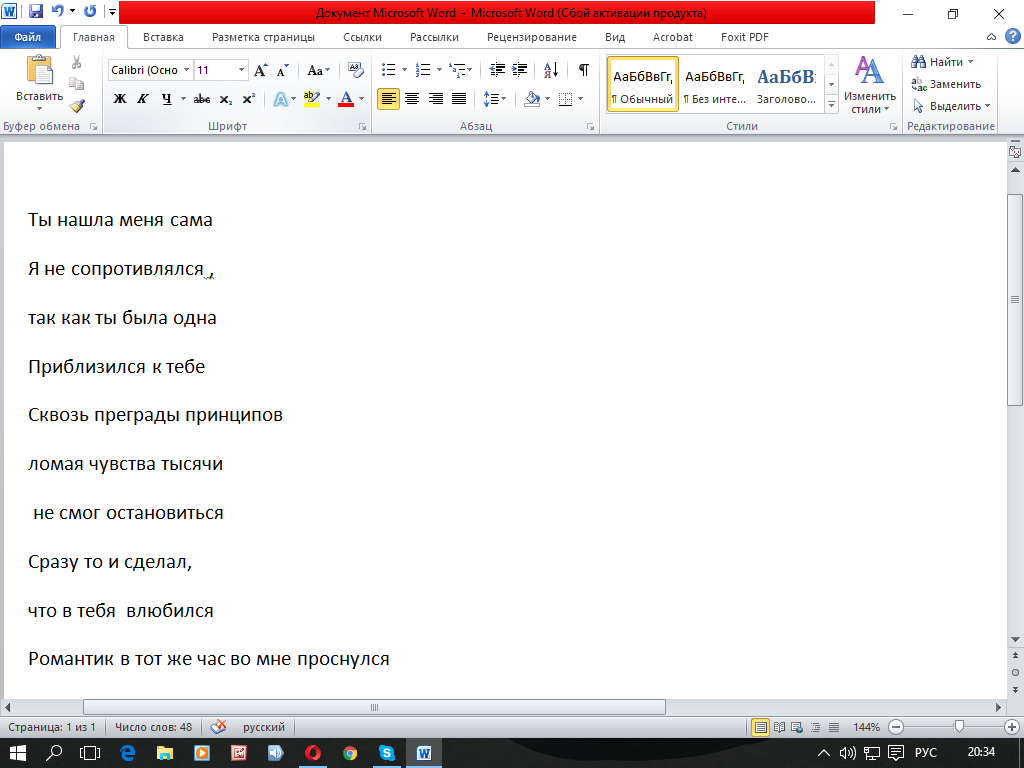 Документ Microsoft Word - Microsoft Word (Сбой активации продукта)
Файл Главная Вставка Разметка страницы Ссылки Рассылки Рецензирование Вид Acrobat Foxit PDF
Вставить
Буфер обмена
Calibri (Осно 11
Ж К Ч abc x₂ x²
Шрифт
Абзац
АаБбВвГг, АаБбВвГг, АаБбВ
¶ Обычный ¶ Без инте... Заголово...
Стили
Изменить
стили
Найти
Заменить
Выделить
Редактирование
Ты нашла меня сама
Я не сопротивлялся ,
так как ты была одна
Приблизился к тебе
Сквозь преграды принципов
ломая чувства тысячи
не смог остановиться
Сразу то и сделал,
что в тебя  влюбился
Романтик в тот же час во мне проснулся
Страница: 1 из 1 Число слов: 48 русский 144%
РУС 20:34